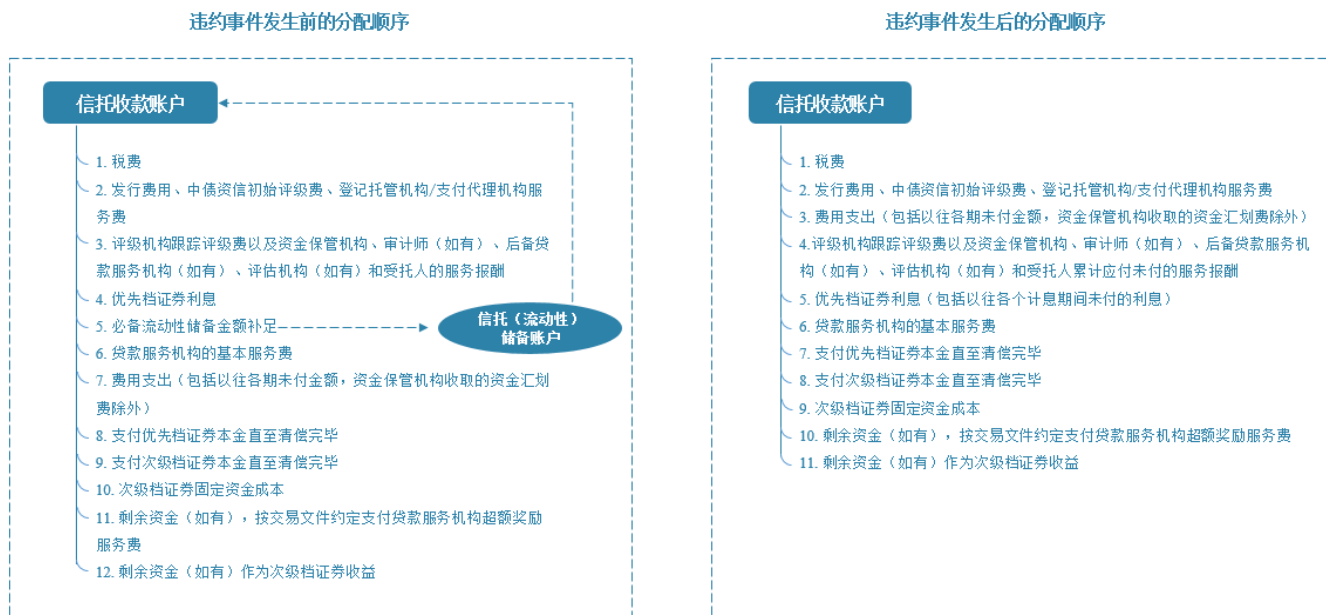 违约事件发生前的分配顺序
信托收款账户
1. 税费
2. 发行费用、中债资信初始评级费、登记托管机构/支付代理机构服
务费
3. 评级机构跟踪评级费以及资金保管机构、审计师（如有）、后备贷
款服务机构（如有）、评估机构（如有）和受托人的服务报酬
4. 优先档证券利息
5. 必备流动性储备金额补足
信托（流动性）
储备账户
6. 贷款服务机构的基本服务费
7. 费用支出（包括以往各期未付金额，资金保管机构收取的资金汇划
费除外）
8. 支付优先档证券本金直至清偿完毕
9. 支付次级档证券本金直至清偿完毕
10. 次级档证券固定资金成本
11. 剩余资金（如有），按交易文件约定支付贷款服务机构超额奖励
服务费
12. 剩余资金（如有）作为次级档证券收益
违约事件发生后的分配顺序
信托收款账户
1. 税费
2. 发行费用、中债资信初始评级费、登记托管机构/支付代理机构服务费
3. 费用支出（包括以往各期未付金额，资金保管机构收取的资金汇划费除外）
4.评级机构跟踪评级费以及资金保管机构、审计师（如有）、后备贷款服务机
构（如有）、评估机构（如有）和受托人累计应付未付的服务报酬
5. 优先档证券利息（包括以往各个计息期间未付的利息）
6. 贷款服务机构的基本服务费
7. 支付优先档证券本金直至清偿完毕
8. 支付次级档证券本金直至清偿完毕
9. 次级档证券固定资金成本
10. 剩余资金（如有），按交易文件约定支付贷款服务机构超额奖励服务费
11. 剩余资金（如有）作为次级档证券收益